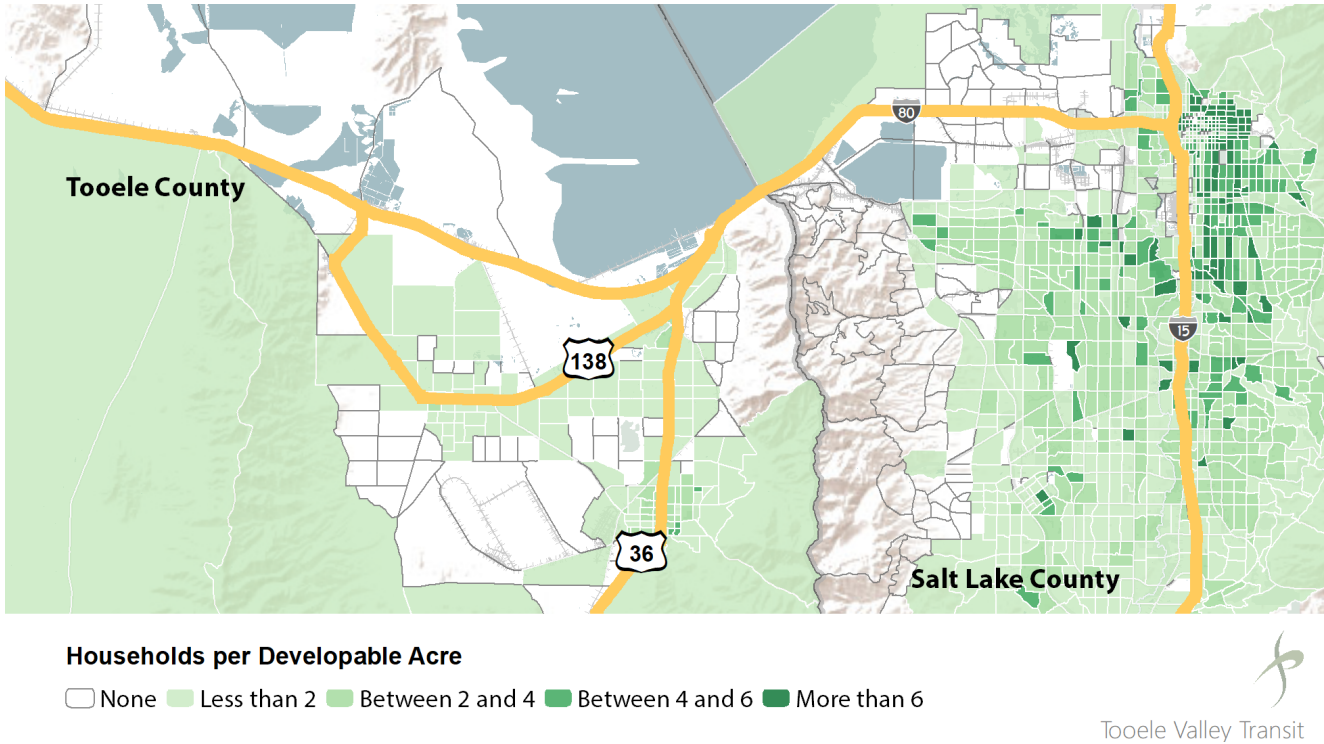 80
Tooele County
15
138
36
Salt Lake County
Households per Developable Acre
None Less than 2 Between 2 and 4 Between 4 and 6 More than 6
Tooele Valley Transit